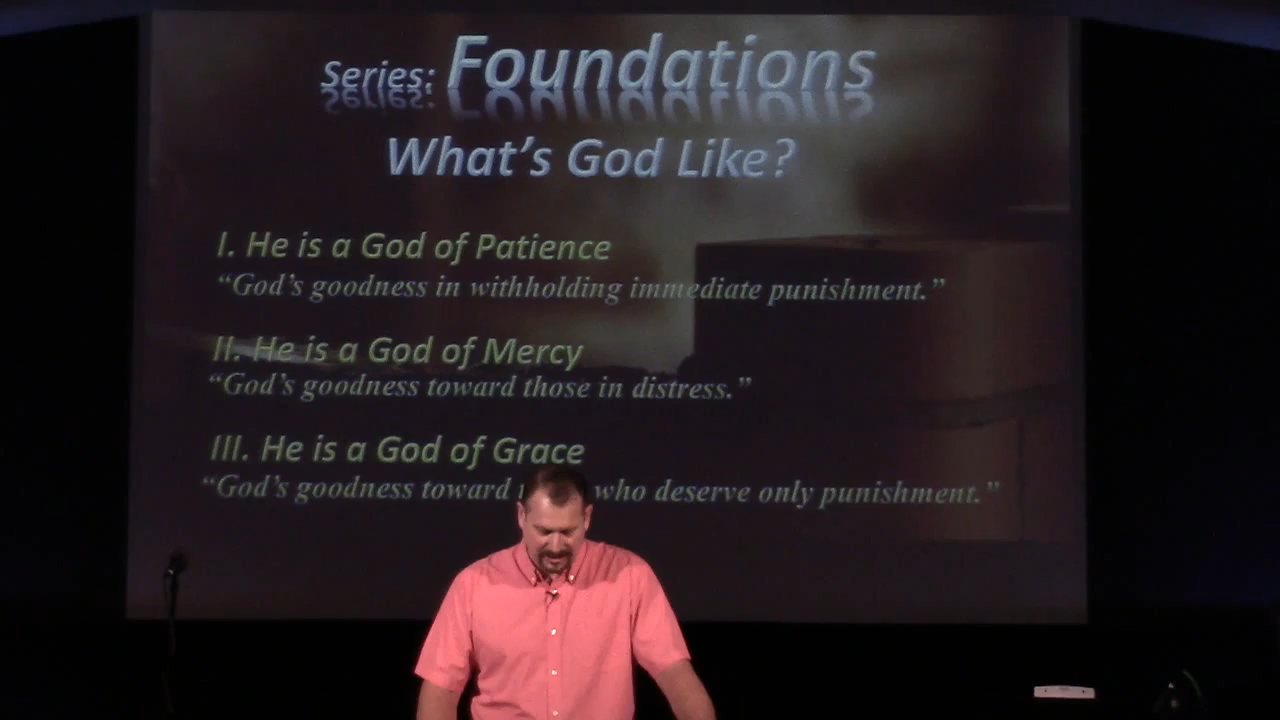 Series: Foundations
What's God Like?
I. He is a God of Patience
“God's goodness in withholding immediate punishment.”
II. He is a God of Mercy
“God's goodness toward those in distress.”
III. He is a God of Grace
“God's goodness toward who deserve only punishment.”